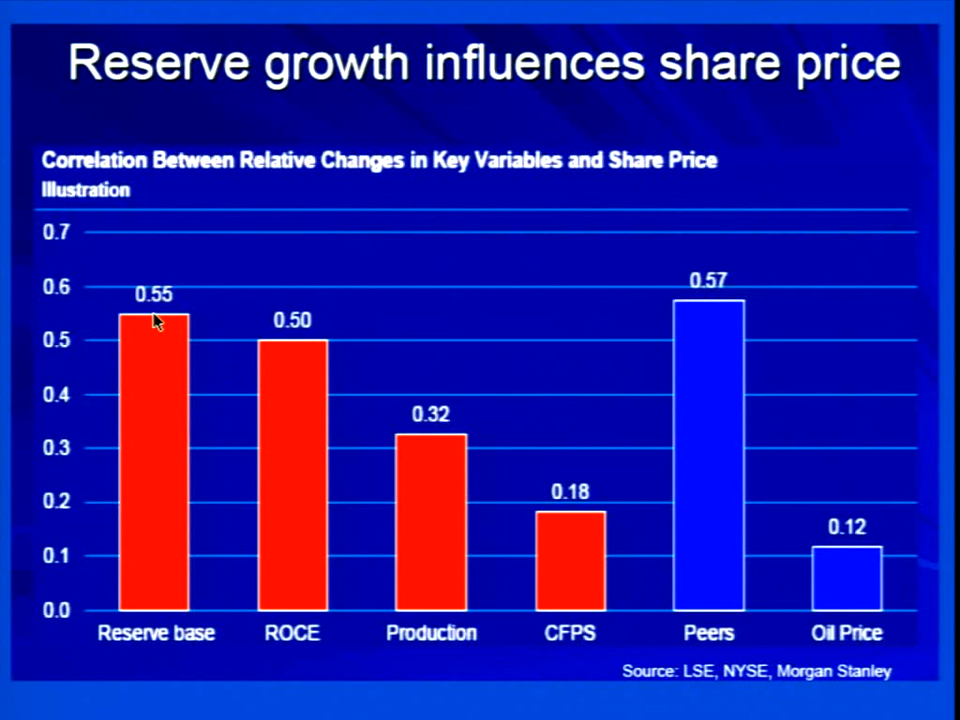 Reserve growth influences share price
Correlation Between Relative Changes in Key Variables and Share Price
Illustration
0.7
0.6
0.5
0.4
0.3
0.2
0.1
0.0
0.55
0.50
0.32
0.18
0.57
0.12
Reserve base ROCE Production CFPS Peers Oil Price
Source: LSE, NYSE, Morgan Stanley